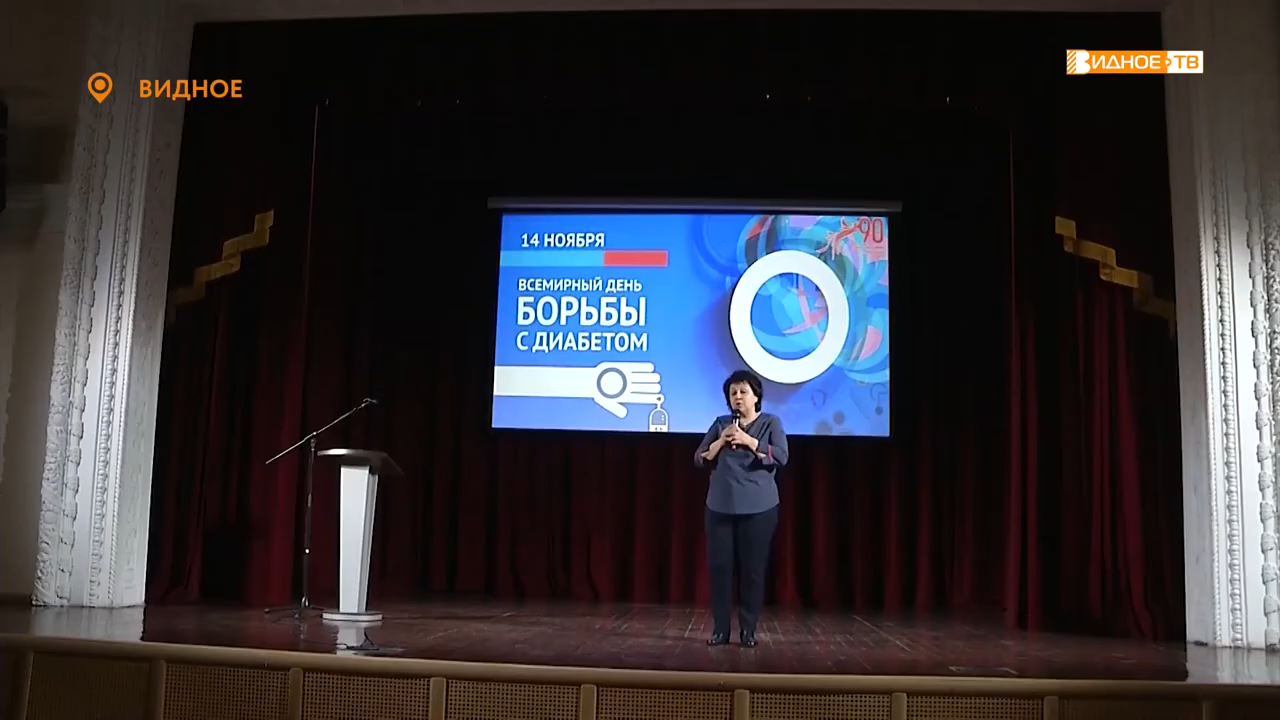 ВИДНОЕ
ВИДНОЕ ТВ
14 НОЯБРЯ
90
ВСЕМИРНЫЙ ДЕНЬ
БОРЬБЫ
С ДИАБЕТОМ